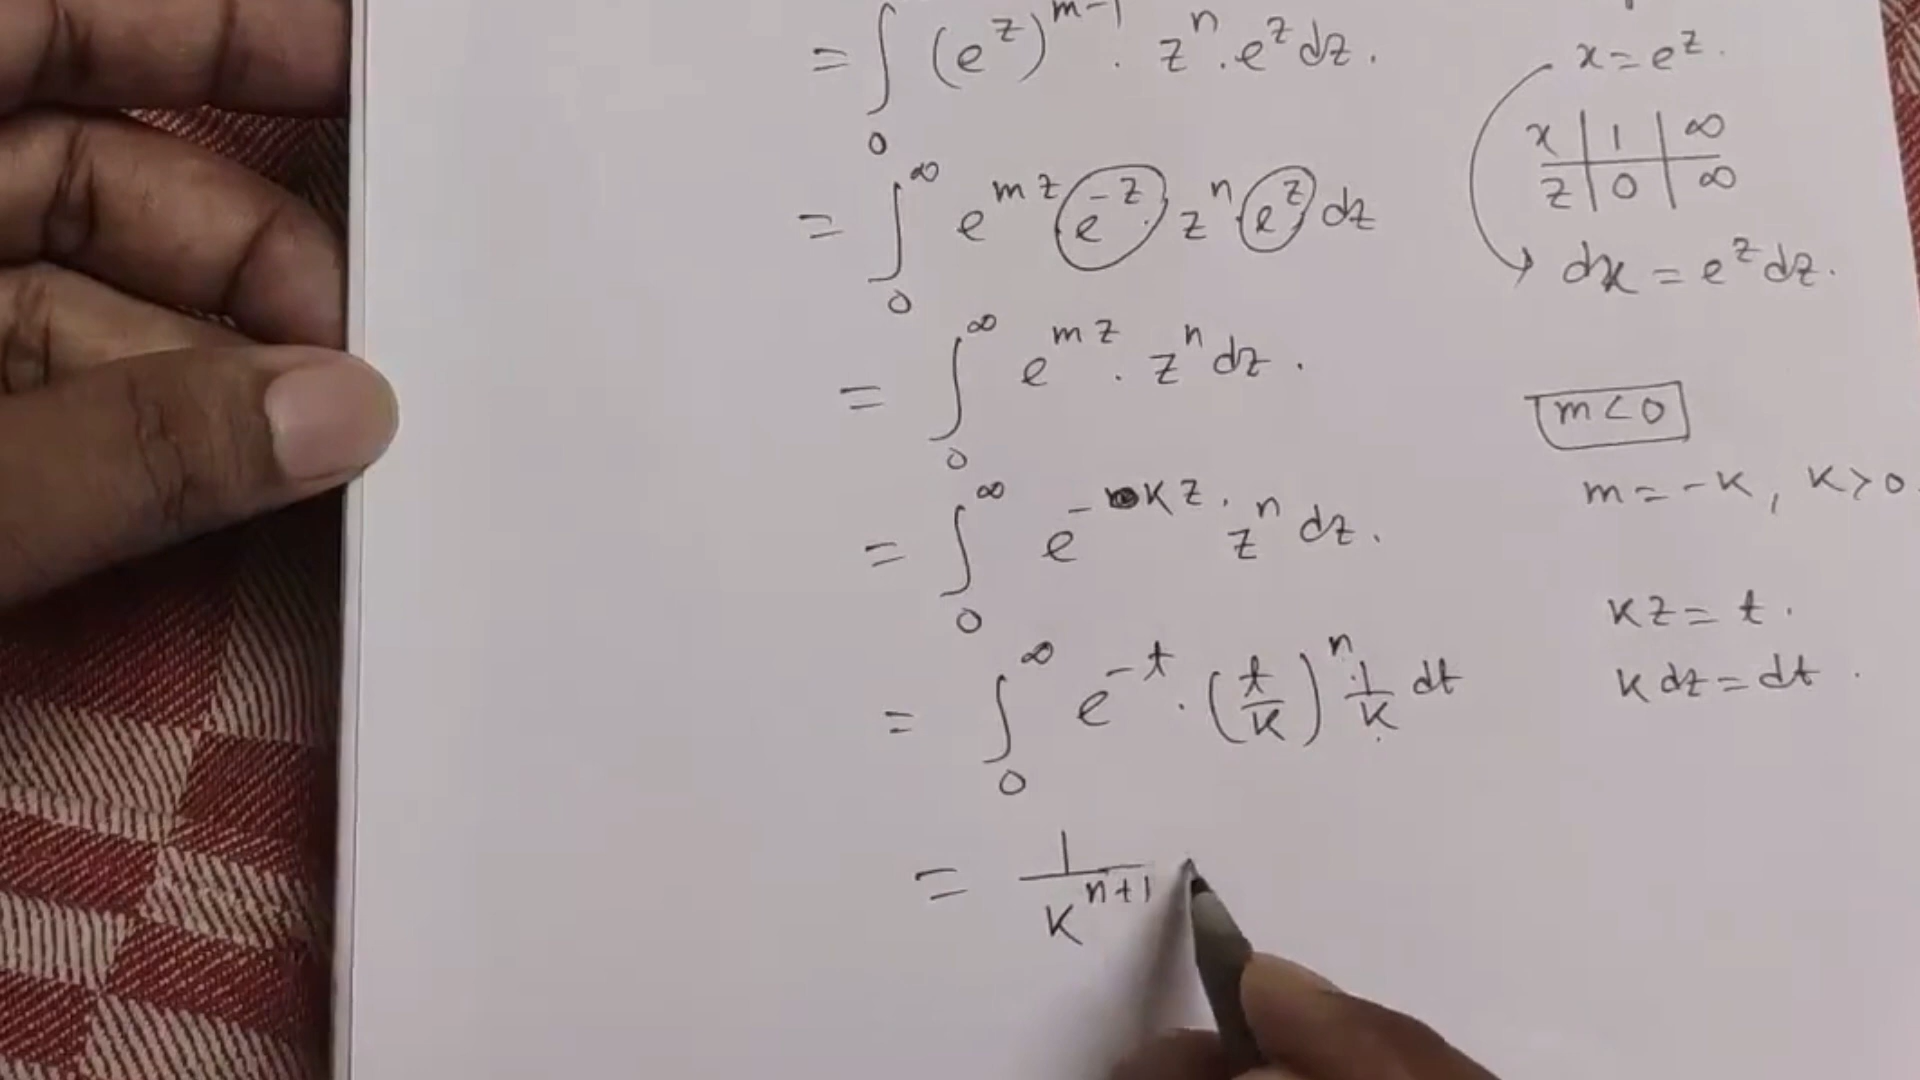 = ∫₀ (e^z)^{m-1} . z^n . e^z dz.
= ∫₀^∞ e^{mz} e^{-z} . z^n e^z dz
= ∫₀^∞ e^{mz} . z^n dz .
= ∫₀^∞ e^{-kz} . z^n dz .
= ∫₀^∞ e^{-t} . (t/k)^n . 1/k dt
= 1/k^{n+1}
x = e^z .
x | 1 | ∞
z | 0 | ∞
dx = e^z dz .
m < 0
m = -k , k > 0
kz = t .
k dz = dt .